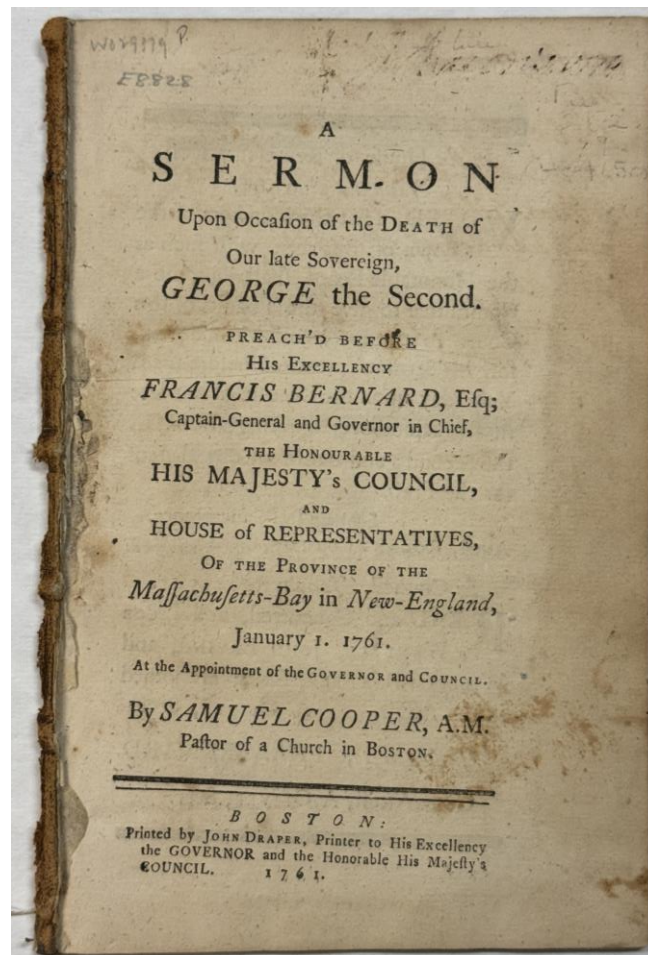 W029779 P.
E8828
A
SERMON
Upon Occaſion of the DEATH of
Our late Sovereign,
GEORGE the Second.
PREACH'D BEFORE
HIS EXCELLENCY
FRANCIS BERNARD, Eſq;
Captain-General and Governor in Chief,
THE HONOURABLE
HIS MAJESTY's COUNCIL,
AND
HOUSE of REPRESENTATIVES,
OF THE PROVINCE OF THE
Maſſachuſetts-Bay in New-England,
January 1. 1761.
At the Appointment of the GOVERNOR and COUNCIL.
By SAMUEL COOPER, A.M.
Paſtor of a Church in BOSTON.
BOSTON:
Printed by JOHN DRAPER, Printer to His Excellency
the GOVERNOR and the Honorable His Majeſty's
COUNCIL. 1761.